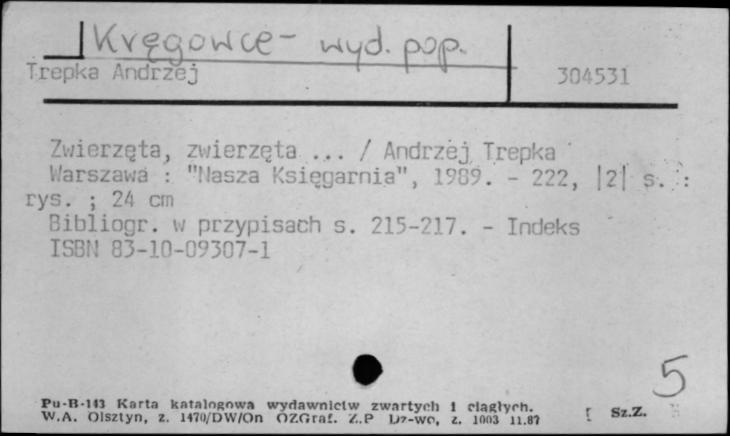 Kręgowce - wyd. pop.
Trepka Andrzej 304531
Zwierzęta, zwierzęta ... / Andrzej Trepka
Warszawa : "Nasza Księgarnia", 1989. - 222, |2| s. :
rys. ; 24 cm
Bibliogr. w przypisach s. 215-217. - Indeks
ISBN 83-10-09307-1
5
Pu-B-143 Karta katalogowa wydawnictw zwartych i ciągłych.
W.A. Olsztyn, z. 1470/DW/On OZGraf. Z.P Dz-wo, z. 1003 11.87 Sz.Z.